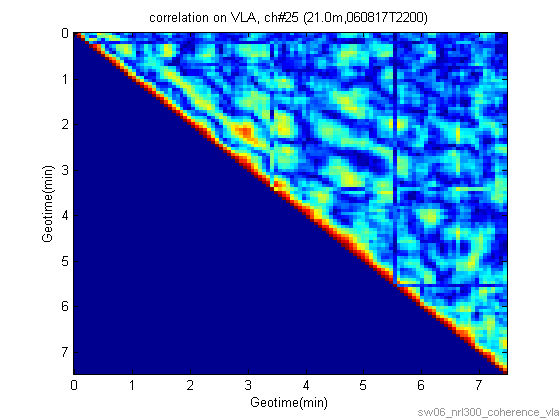 correlation on VLA, ch#25 (21.0m,060817T2200)
0
1
2
3
4
5
6
7
Geotime(min)
0 1 2 3 4 5 6 7
Geotime(min)
sw06_nrl300_coherence_vla